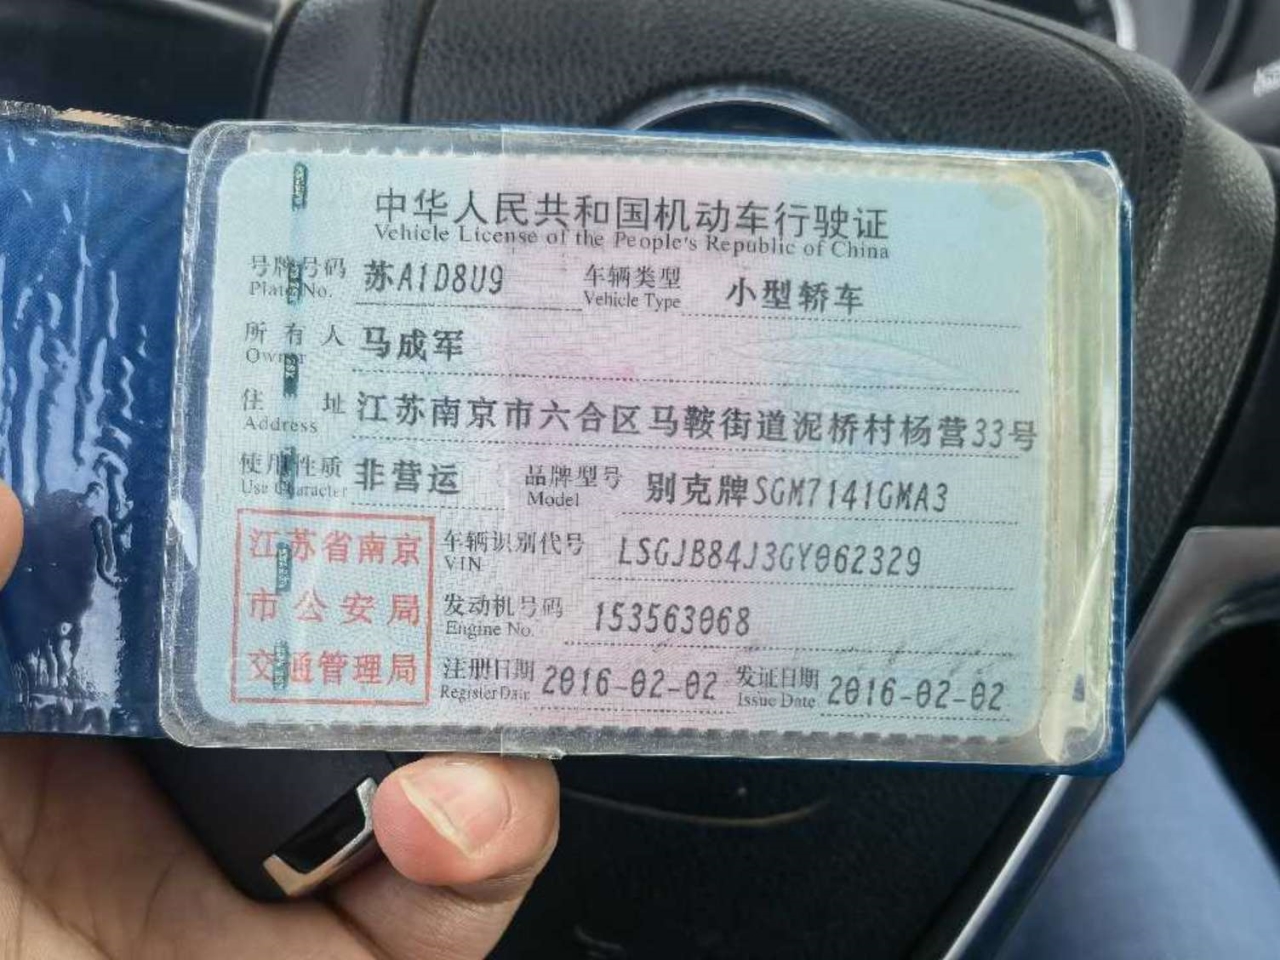 中华人民共和国机动车行驶证
Vehicle License of the People's Republic of China
号牌号码 苏A1D8U9 车辆类型 小型轿车
Plate No. Vehicle Type
所有人 马成军
Owner
住址 江苏南京市六合区马鞍街道泥桥村杨营33号
Address
使用性质 非营运 品牌型号 别克牌SGM7141GMA3
Use Character Model
江苏省南京
市公安局
交通管理局
车辆识别代号 LSGJB84J3GY062329
VIN
发动机号码 153563068
Engine No.
注册日期 2016-02-02 发证日期 2016-02-02
Register Date Issue Date